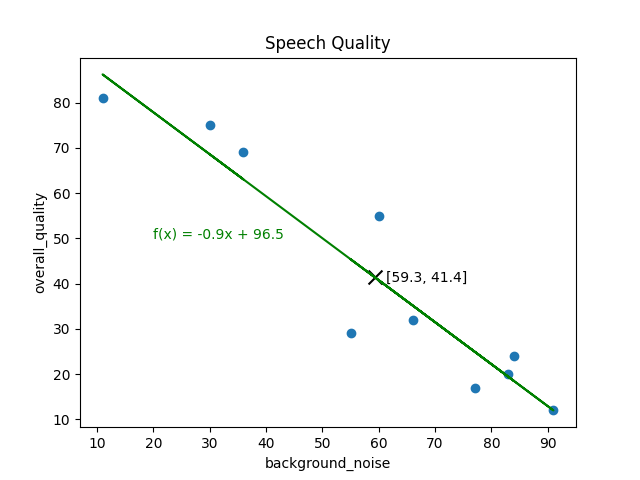 Speech Quality
80
70
60
50
40
30
20
10
overall_quality
f(x) = -0.9x + 96.5
[59.3, 41.4]
10 20 30 40 50 60 70 80 90
background_noise